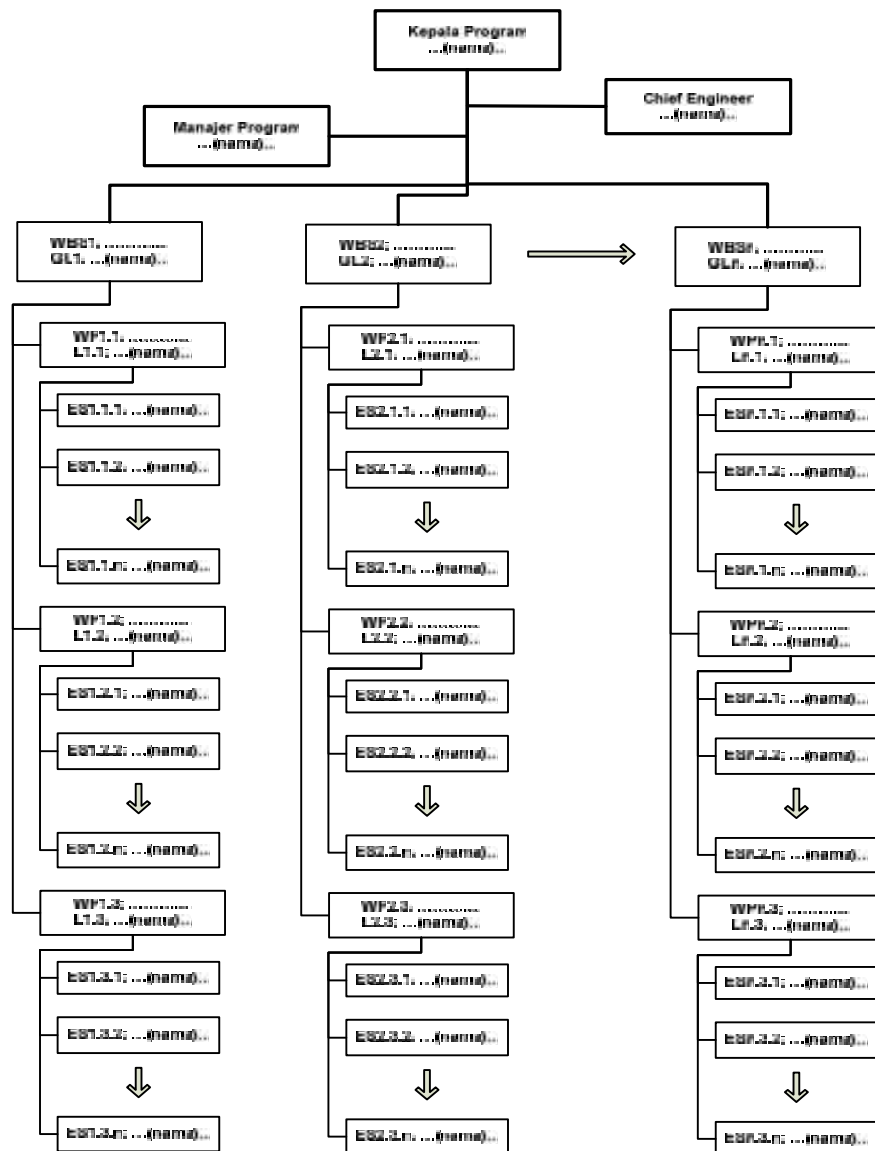 Kepala Program
...(nama)...
Chief Engineer
...(nama)...
Manajer Program
...(nama)...
WBS1; ..............
GL1; ...(nama)...
WP1.1; ..............
L1.1; ...(nama)...
ES1.1.1; ...(nama)...
ES1.1.2; ...(nama)...
ES1.1.n; ...(nama)...
WP1.2; ..............
L1.2; ...(nama)...
ES1.2.1; ...(nama)...
ES1.2.2; ...(nama)...
ES1.2.n; ...(nama)...
WP1.3; ..............
L1.3; ...(nama)...
ES1.3.1; ...(nama)...
ES1.3.2; ...(nama)...
ES1.3.n; ...(nama)...
WBS2; ..............
GL2; ...(nama)...
WP2.1; ..............
L2.1; ...(nama)...
ES2.1.1; ...(nama)...
ES2.1.2; ...(nama)...
ES2.1.n; ...(nama)...
WP2.2; ..............
L2.2; ...(nama)...
ES2.2.1; ...(nama)...
ES2.2.2; ...(nama)...
ES2.2.n; ...(nama)...
WP2.3; ..............
L2.3; ...(nama)...
ES2.3.1; ...(nama)...
ES2.3.2; ...(nama)...
ES2.3.n; ...(nama)...
WBSn; ..............
GLn; ...(nama)...
WPn.1; ..............
Ln.1; ...(nama)...
ESn.1.1; ...(nama)...
ESn.1.2; ...(nama)...
ESn.1.n; ...(nama)...
WPn.2; ..............
Ln.2; ...(nama)...
ESn.2.1; ...(nama)...
ESn.2.2; ...(nama)...
ESn.2.n; ...(nama)...
WPn.3; ..............
Ln.3; ...(nama)...
ESn.3.1; ...(nama)...
ESn.3.2; ...(nama)...
ESn.3.n; ...(nama)...